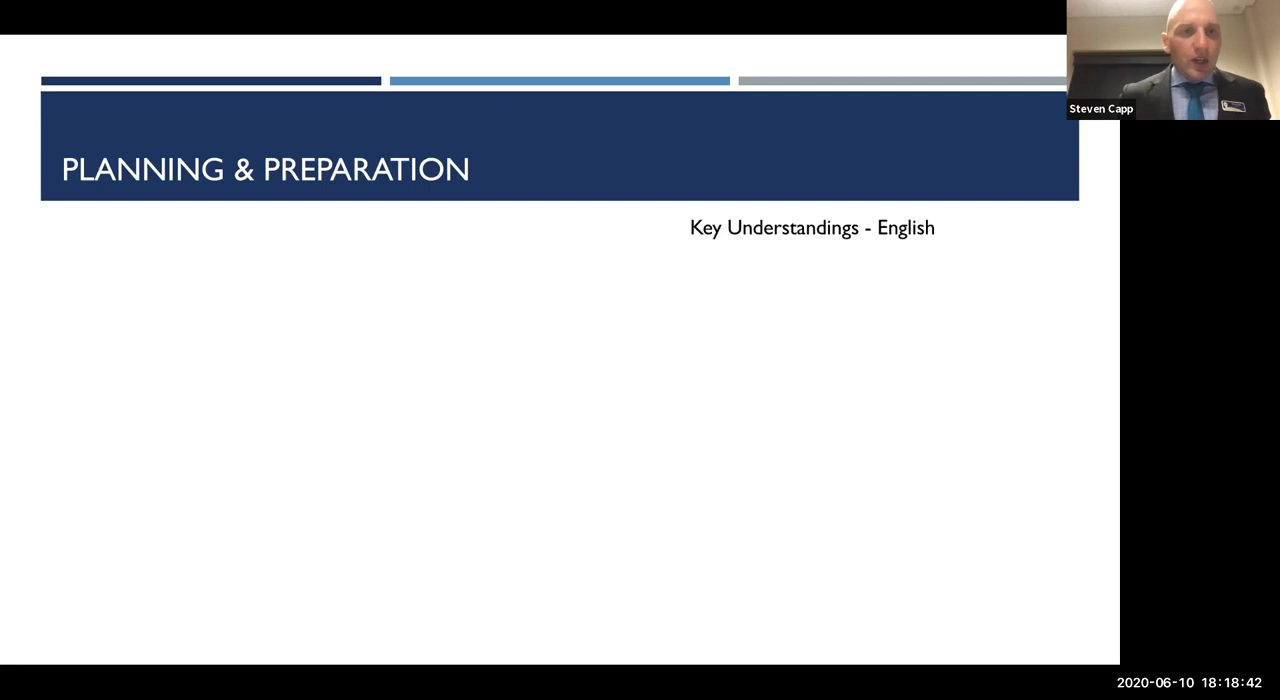 Steven Capp
PLANNING & PREPARATION
Key Understandings - English
2020-06-10 18:18:42